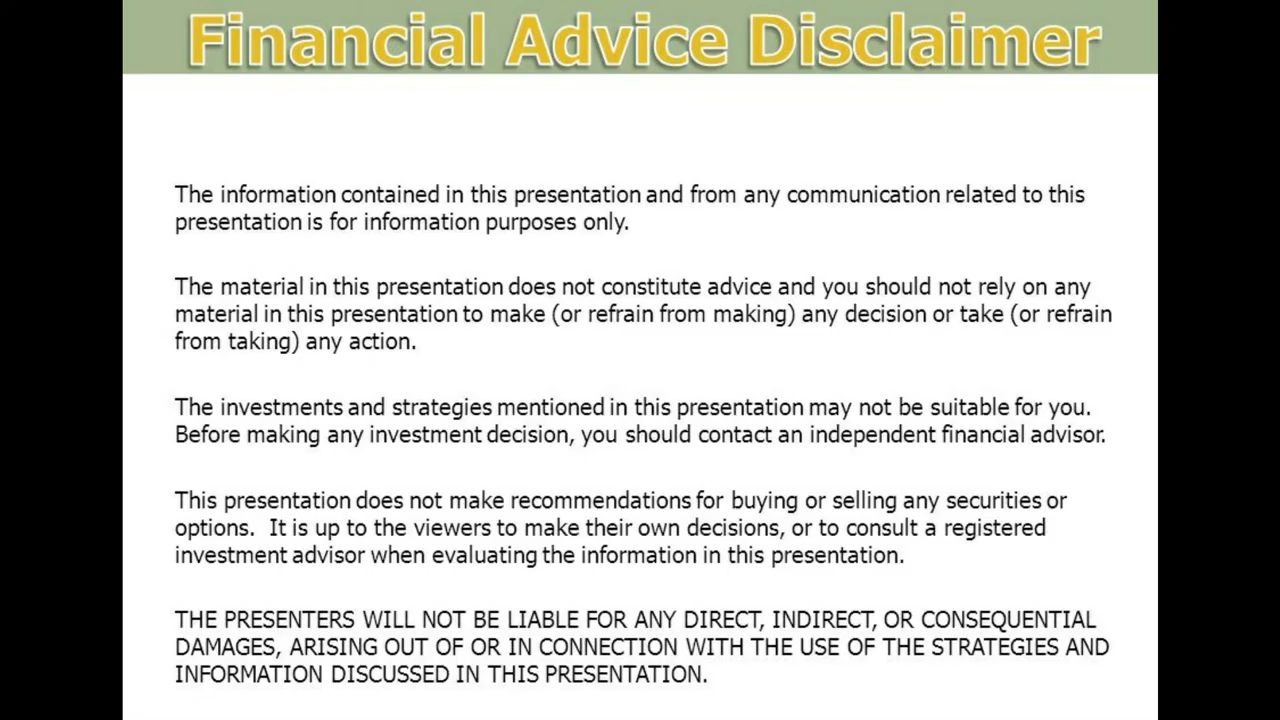 Financial Advice Disclaimer
The information contained in this presentation and from any communication related to this
presentation is for information purposes only.
The material in this presentation does not constitute advice and you should not rely on any
material in this presentation to make (or refrain from making) any decision or take (or refrain
from taking) any action.
The investments and strategies mentioned in this presentation may not be suitable for you.
Before making any investment decision, you should contact an independent financial advisor.
This presentation does not make recommendations for buying or selling any securities or
options.  It is up to the viewers to make their own decisions, or to consult a registered
investment advisor when evaluating the information in this presentation.
THE PRESENTERS WILL NOT BE LIABLE FOR ANY DIRECT, INDIRECT, OR CONSEQUENTIAL
DAMAGES, ARISING OUT OF OR IN CONNECTION WITH THE USE OF THE STRATEGIES AND
INFORMATION DISCUSSED IN THIS PRESENTATION.